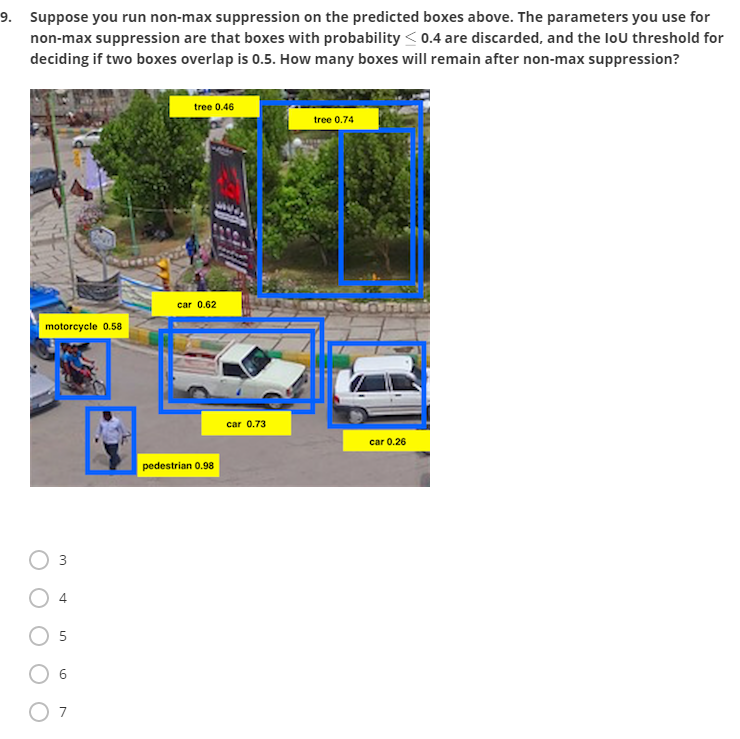 9. Suppose you run non-max suppression on the predicted boxes above. The parameters you use for
non-max suppression are that boxes with probability ≤ 0.4 are discarded, and the IoU threshold for
deciding if two boxes overlap is 0.5. How many boxes will remain after non-max suppression?
tree 0.46
tree 0.74
car 0.62
motorcycle 0.58
car 0.73
car 0.26
pedestrian 0.98
3
4
5
6
7